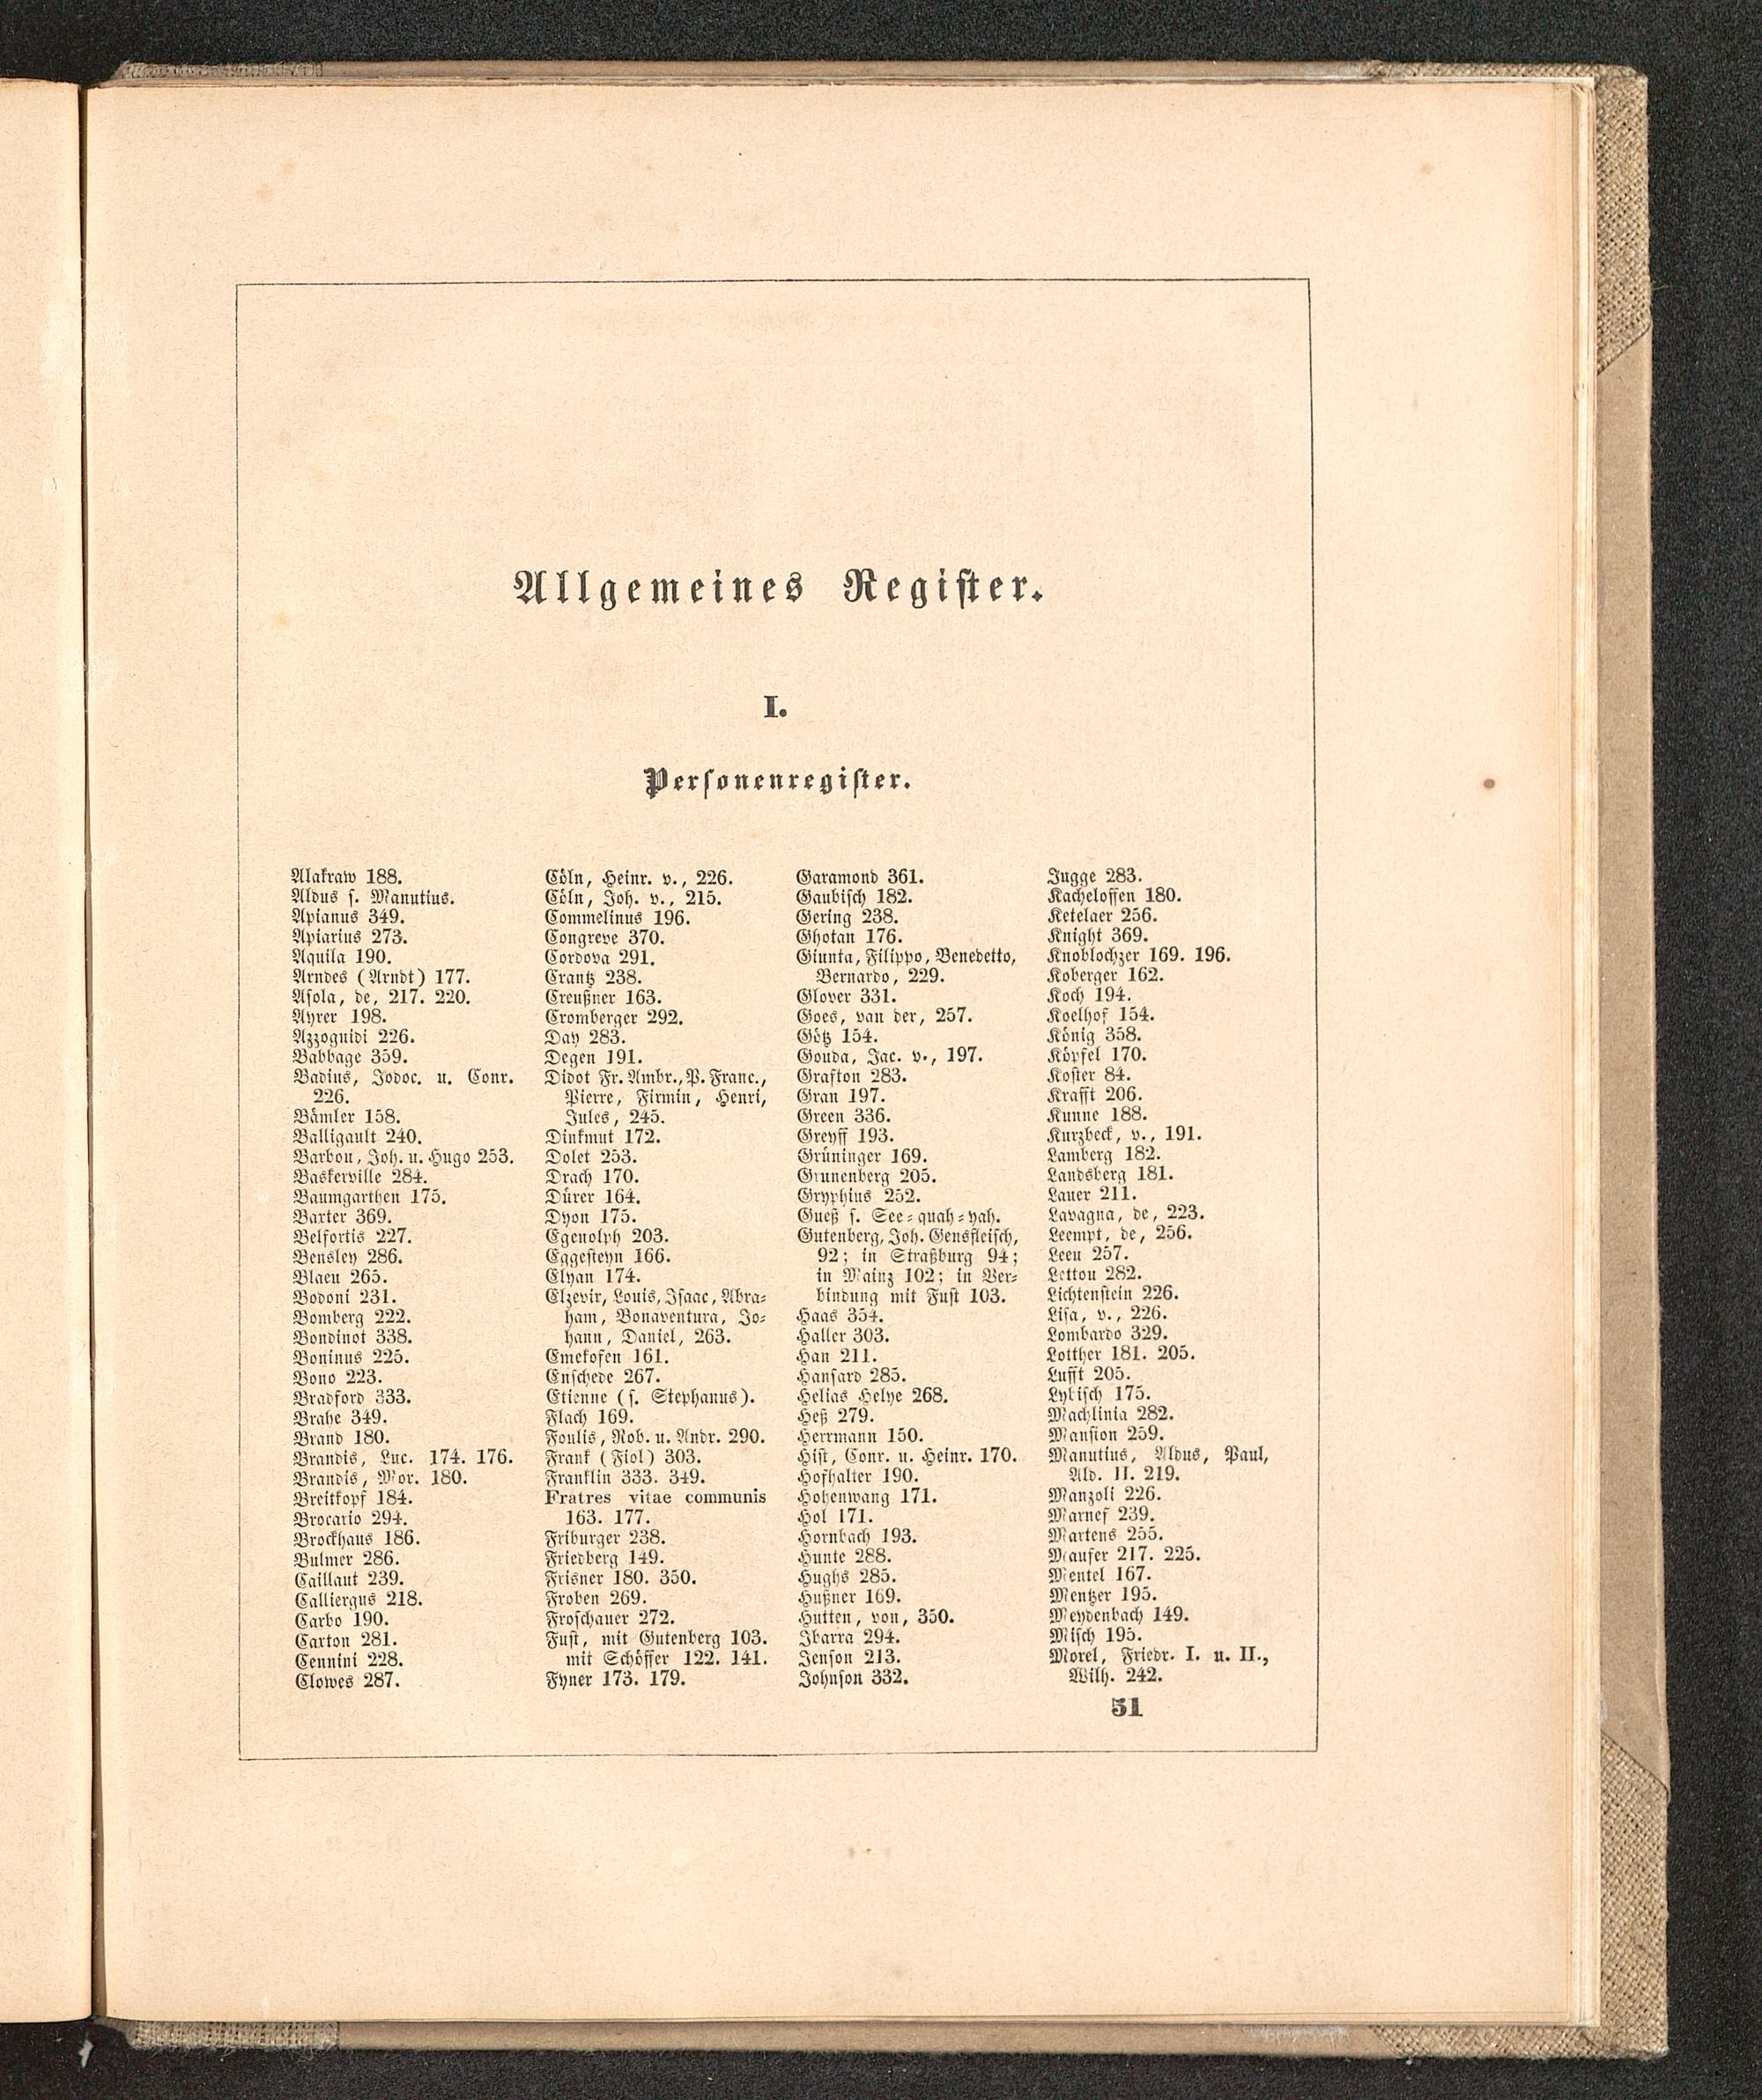 Allgemeines Register.
I.
Personenregister.
Alakraw 188.
Aldus s. Manutius.
Apianus 349.
Apiarius 273.
Aquila 190.
Arndes (Arndt) 177.
Asola, de, 217. 220.
Ayrer 198.
Azzoguidi 226.
Babbage 359.
Badius, Jodoc. u. Conr.
226.
Bämler 158.
Balligault 240.
Barbou, Joh. u. Hugo 253.
Baskerville 284.
Baumgarthen 175.
Baxter 369.
Belfortis 227.
Bensley 286.
Blaeu 265.
Bodoni 231.
Bomberg 222.
Bondinot 338.
Boninus 225.
Bono 223.
Bradford 333.
Brahe 349.
Brand 180.
Brandis, Luc. 174. 176.
Brandis, Mor. 180.
Breitkopf 184.
Brocario 294.
Brockhaus 186.
Bulmer 286.
Caillaut 239.
Calliergus 218.
Carbo 190.
Caxton 281.
Cennini 228.
Clowes 287.
Cöln, Heinr. v., 226.
Cöln, Joh. v., 215.
Commelinus 196.
Congreve 370.
Cordova 291.
Crantz 238.
Creußner 163.
Cromberger 292.
Day 283.
Degen 191.
Didot Fr. Ambr., P. Franc.,
Pierre, Firmin, Henri,
Jules, 245.
Dinkmut 172.
Dolet 253.
Drach 170.
Dürer 164.
Dyon 175.
Egenolph 203.
Eggesteyn 166.
Elyan 174.
Elzevir, Louis, Isaac, Abra-
ham, Bonaventura, Jo-
hann, Daniel, 263.
Emekofen 161.
Enschede 267.
Etienne (s. Stephanus).
Flach 169.
Foulis, Rob. u. Andr. 290.
Frank (Fiol) 303.
Franklin 333. 349.
Fratres vitae communis
163. 177.
Friburger 238.
Friedberg 149.
Frisner 180. 350.
Froben 269.
Froschauer 272.
Fust, mit Gutenberg 103.
mit Schöffer 122. 141.
Fyner 173. 179.
Garamond 361.
Gaubisch 182.
Gering 238.
Ghotan 176.
Giunta, Filippo, Benedetto,
Bernardo, 229.
Glover 331.
Goes, van der, 257.
Götz 154.
Gouda, Jac. v., 197.
Grafton 283.
Gran 197.
Green 336.
Greyff 193.
Grüninger 169.
Grunenberg 205.
Gryphius 252.
Gueß s. See-quah-yah.
Gutenberg, Joh. Gensfleisch,
92; in Straßburg 94;
in Mainz 102; in Ver-
bindung mit Fust 103.
Haas 354.
Haller 303.
Han 211.
Hansard 285.
Helias Helye 268.
Heß 279.
Herrmann 150.
Hist, Conr. u. Heinr. 170.
Hofhalter 190.
Hohenwang 171.
Hol 171.
Hornbach 193.
Hunte 288.
Hughs 285.
Hußner 169.
Hutten, von, 350.
Ibarra 294.
Jenson 213.
Johnson 332.
Jugge 283.
Kacheloffen 180.
Ketelaer 256.
Knight 369.
Knoblochzer 169. 196.
Koberger 162.
Koch 194.
Koelhof 154.
König 358.
Köpfel 170.
Koster 84.
Krafft 206.
Kunne 188.
Kurzbeck, v., 191.
Lamberg 182.
Landsberg 181.
Lauer 211.
Lavagna, de, 223.
Leempt, de, 256.
Leeu 257.
Lettou 282.
Lichtenstein 226.
Lisa, v., 226.
Lombardo 329.
Lotther 181. 205.
Lufft 205.
Lybisch 175.
Machlinia 282.
Mansion 259.
Manutius, Aldus, Paul,
Ald. II. 219.
Manzoli 226.
Marnef 239.
Martens 255.
Maufer 217. 225.
Mentel 167.
Mentzer 195.
Meydenbach 149.
Misch 195.
Morel, Friedr. I. u. II.,
Wilh. 242.
51